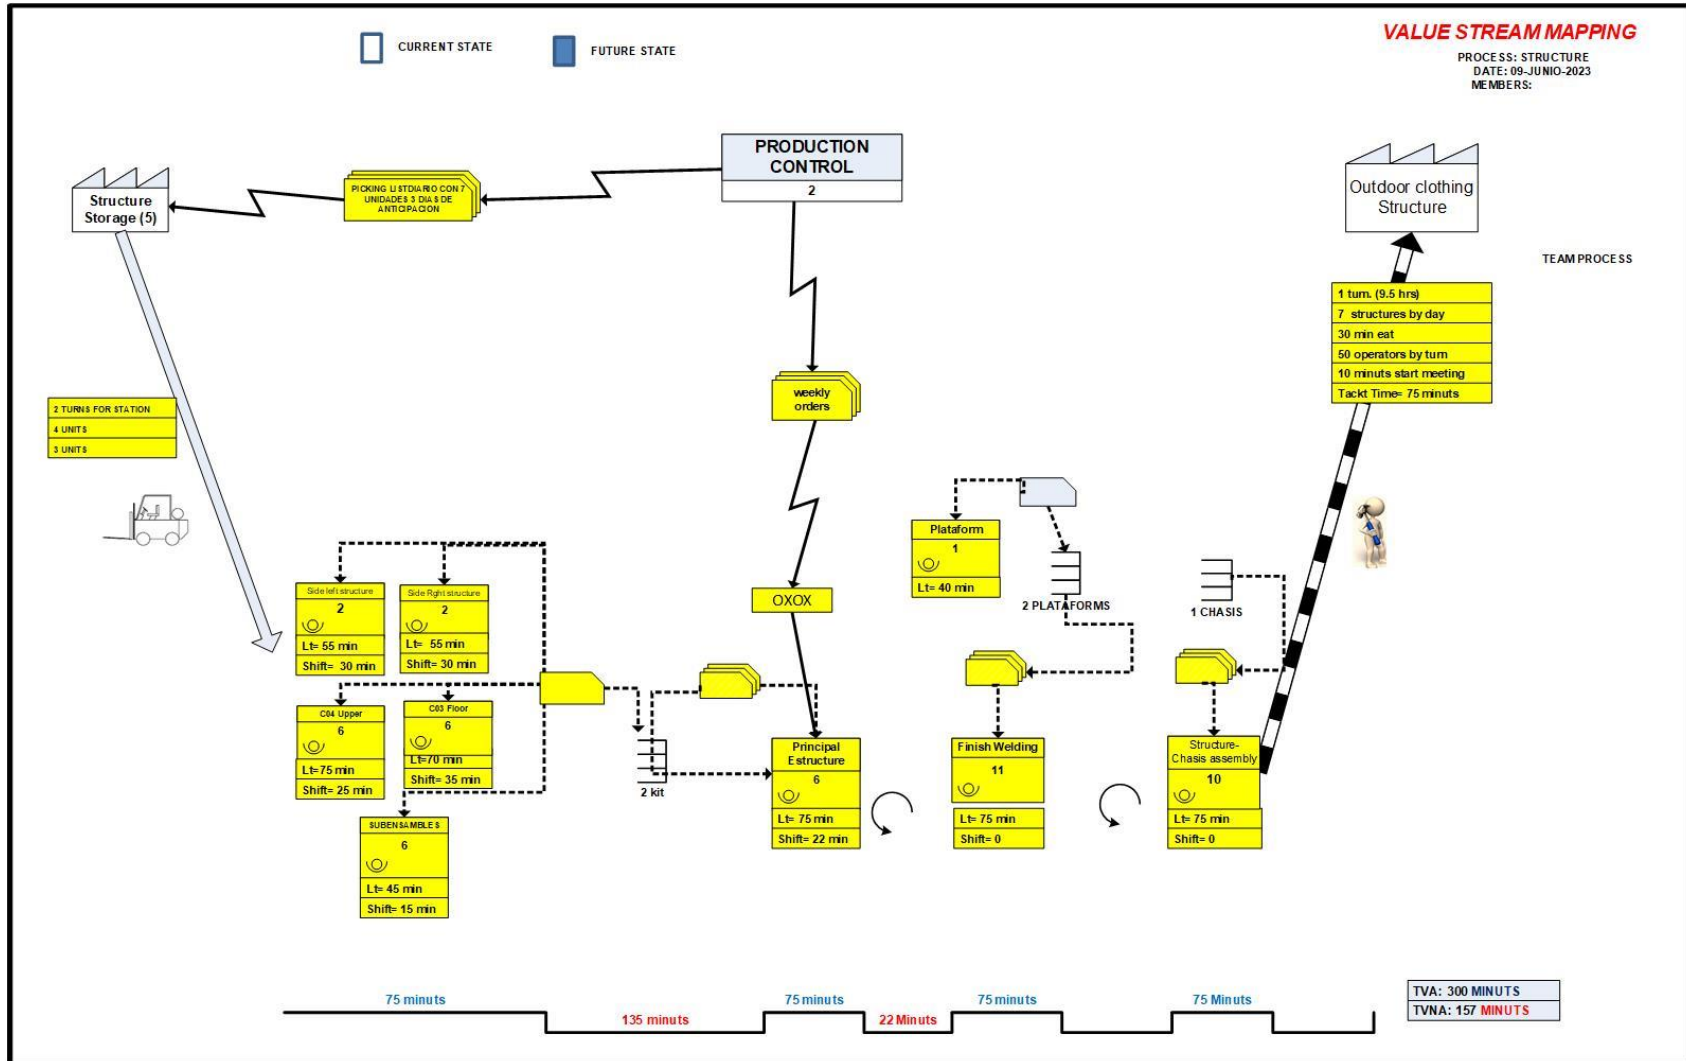 VALUE STREAM MAPPING
CURRENT STATE
FUTURE STATE
PROCESS: STRUCTURE
DATE: 09-JUNIO-2023
MEMBERS:
PRODUCTION
CONTROL
2
PICKING LISTDIARIO CON 7
UNIDADES 3 DIAS DE
ANTICIPACION
Structure
Storage (5)
Outdoor clothing
Structure
TEAM PROCESS
1 turn. (9.5 hrs)
7 structures by day
30 min eat
50 operators by turn
10 minuts start meeting
Tackt Time= 75 minuts
weekly
orders
2 TURNS FOR STATION
4 UNITS
3 UNITS
OXOX
Plataform
1
Lt= 40 min
2 PLATAFORMS
1 CHASIS
Side left structure
2
Lt= 55 min
Shift= 30 min
Side Rght structure
2
Lt= 55 min
Shift= 30 min
C04 Upper
6
Lt=75 min
Shift= 25 min
C03 Floor
6
Lt=70 min
Shift= 35 min
SUBENSAMBLES
6
Lt= 45 min
Shift= 15 min
2 kit
Principal
Estructure
6
Lt= 75 min
Shift= 22 min
Finish Welding
11
Lt= 75 min
Shift= 0
Structure-
Chasis assembly
10
Lt= 75 min
Shift= 0
75 minuts
135 minuts
75 minuts
22 Minuts
75 minuts
75 Minuts
TVA: 300 MINUTS
TVNA: 157 MINUTS